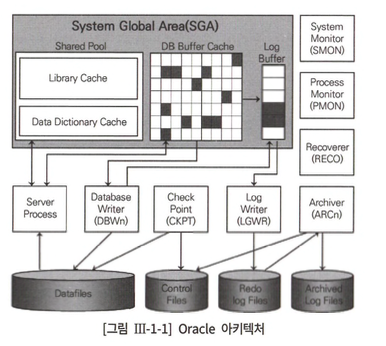 System Global Area(SGA)
Shared Pool
DB Buffer Cache
Log
Buffer
Library Cache
Data Dictionary Cache
System
Monitor
(SMON)
Process
Monitor
(PMON)
Recoverer
(RECO)
Server
Process
Database
Writer
(DBWn)
Check
Point
(CKPT)
Log
Writer
(LGWR)
Archiver
(ARCn)
Datafiles
Control
Files
Redo
log Files
Archived
Log Files
[그림 Ⅲ-1-1] Oracle 아키텍처